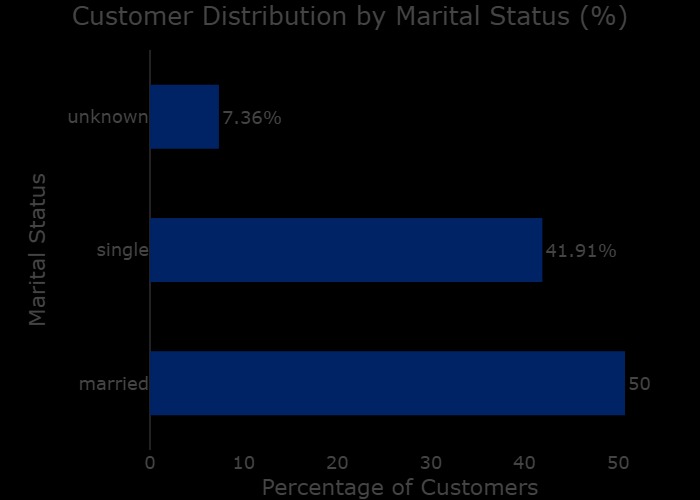 Customer Distribution by Marital Status (%)
unknown
7.36%
single
41.91%
married
50
Marital Status
0 10 20 30 40 50
Percentage of Customers